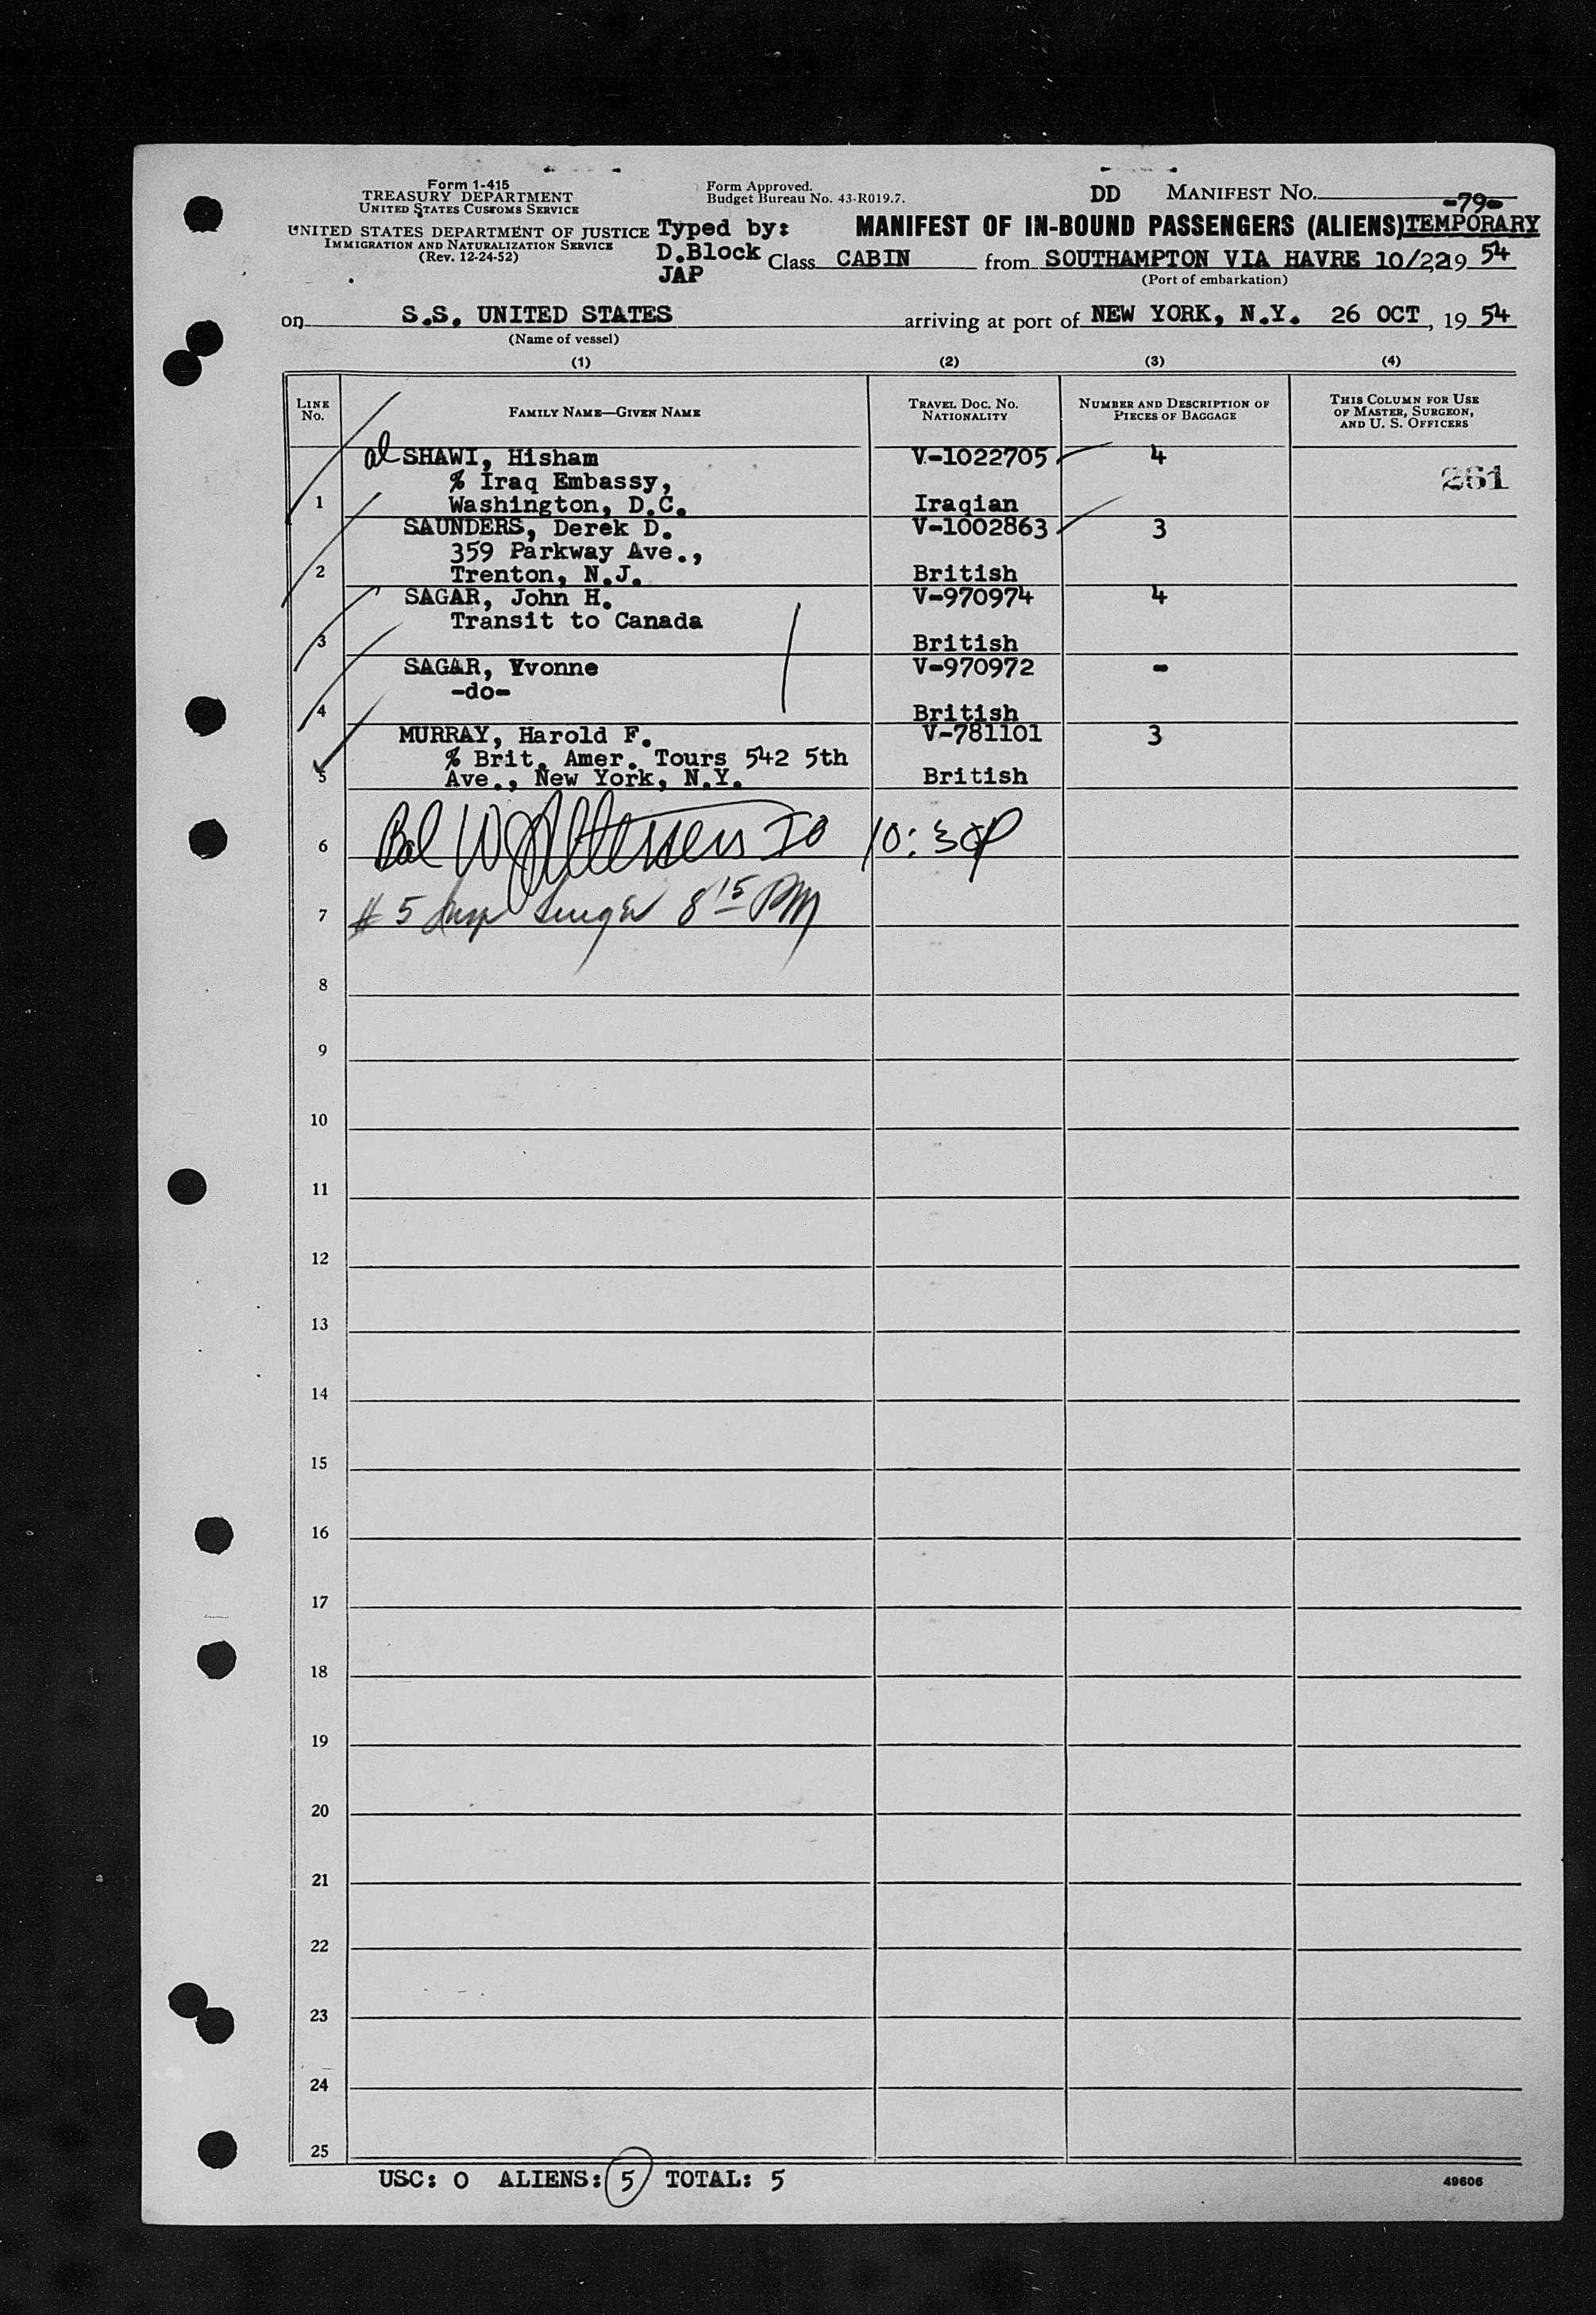 Form 1-415
TREASURY DEPARTMENT
UNITED STATES CUSTOMS SERVICE
UNITED STATES DEPARTMENT OF JUSTICE
IMMIGRATION AND NATURALIZATION SERVICE
(Rev. 12-24-52)
Form Approved.
Budget Bureau No. 43-R019.7.
Typed by:
D.Block
JAP
DD MANIFEST No.
-79-
MANIFEST OF IN-BOUND PASSENGERS (ALIENS) TEMPORARY
Class CABIN from SOUTHAMPTON VIA HAVRE 10/22, 19 54
(Port of embarkation)
on S.S. UNITED STATES arriving at port of NEW YORK, N.Y. 26 OCT, 19 54
(Name of vessel)
(1) (2) (3) (4)
LINE No. FAMILY NAME—GIVEN NAME TRAVEL DOC. NO. NATIONALITY NUMBER AND DESCRIPTION OF PIECES OF BAGGAGE THIS COLUMN FOR USE OF MASTER, SURGEON, AND U. S. OFFICERS
al SHAWI, Hisham V-1022705 4
% Iraq Embassy, 261
1 Washington, D.C. Iraqian
SAUNDERS, Derek D. V-1002863 3
359 Parkway Ave.,
2 Trenton, N.J. British
SAGAR, John H. V-970974 4
Transit to Canada
3 British
SAGAR, Yvonne V-970972 -
-do-
4 British
MURRAY, Harold F. V-781101 3
% Brit. Amer. Tours 542 5th
5 Ave., New York, N.Y. British
6 Bal W 10:30P
7 # 5 8 15 PM
8
9
10
11
12
13
14
15
16
17
18
19
20
21
22
23
24
25
USC: 0 ALIENS: 5 TOTAL: 5
49606